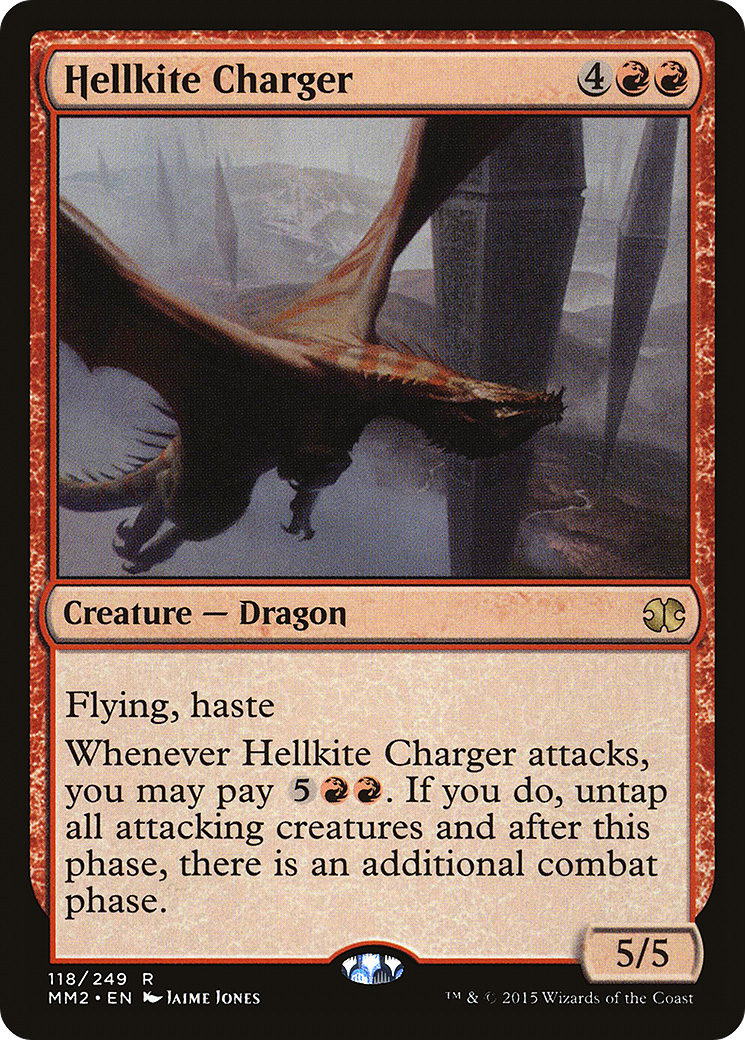 Hellkite Charger 4
Creature — Dragon
Flying, haste
Whenever Hellkite Charger attacks,
you may pay 5. If you do, untap
all attacking creatures and after this
phase, there is an additional combat
phase.
5/5
118/249 R
MM2 • EN Jaime Jones
™ & © 2015 Wizards of the Coast